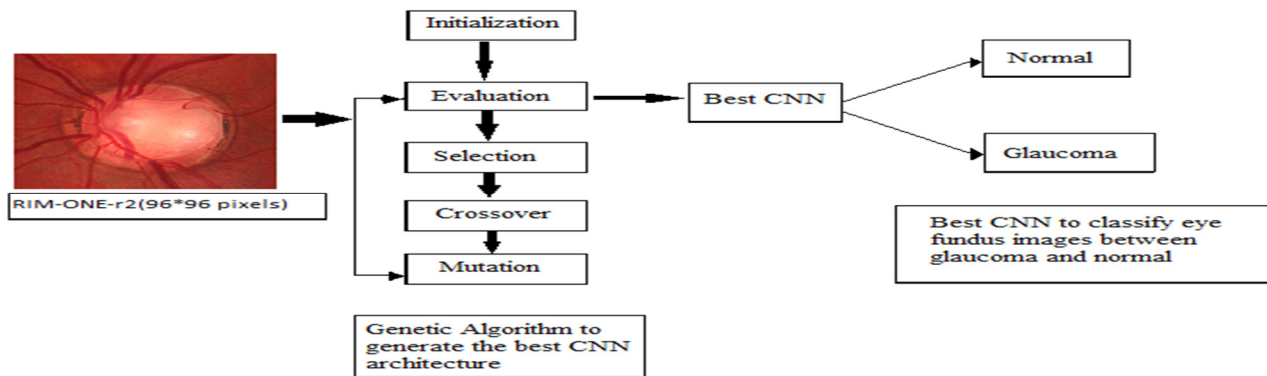 RIM-ONE-r2(96*96 pixels)
Initialization
Evaluation
Selection
Crossover
Mutation
Genetic Algorithm to
generate the best CNN
architecture
Best CNN
Normal
Glaucoma
Best CNN to classify eye
fundus images between
glaucoma and normal